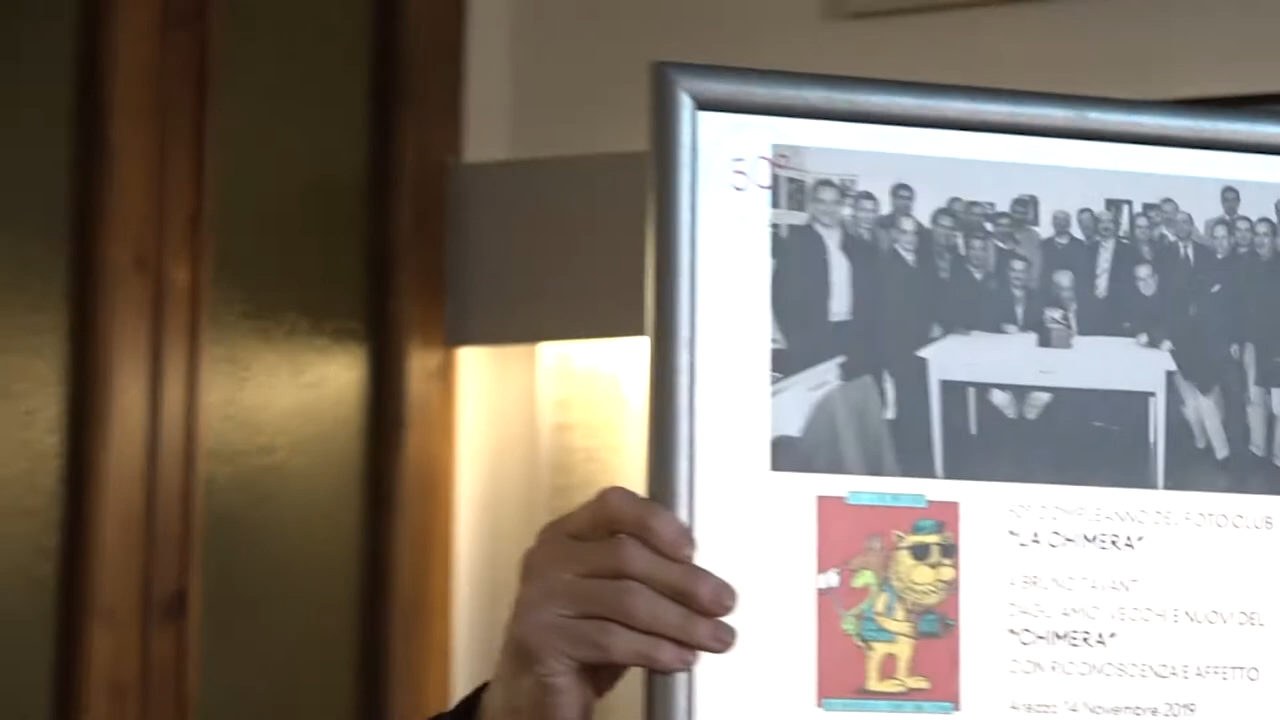 50°
50° COMPLEANNO DEL FOTO CLUB
"LA CHIMERA"
A BRUNO TAVANTI
DAGLI AMICI VECCHI E NUOVI DEL
"CHIMERA"
CON RICONOSCENZA E AFFETTO
Arezzo 14 Novembre 2019